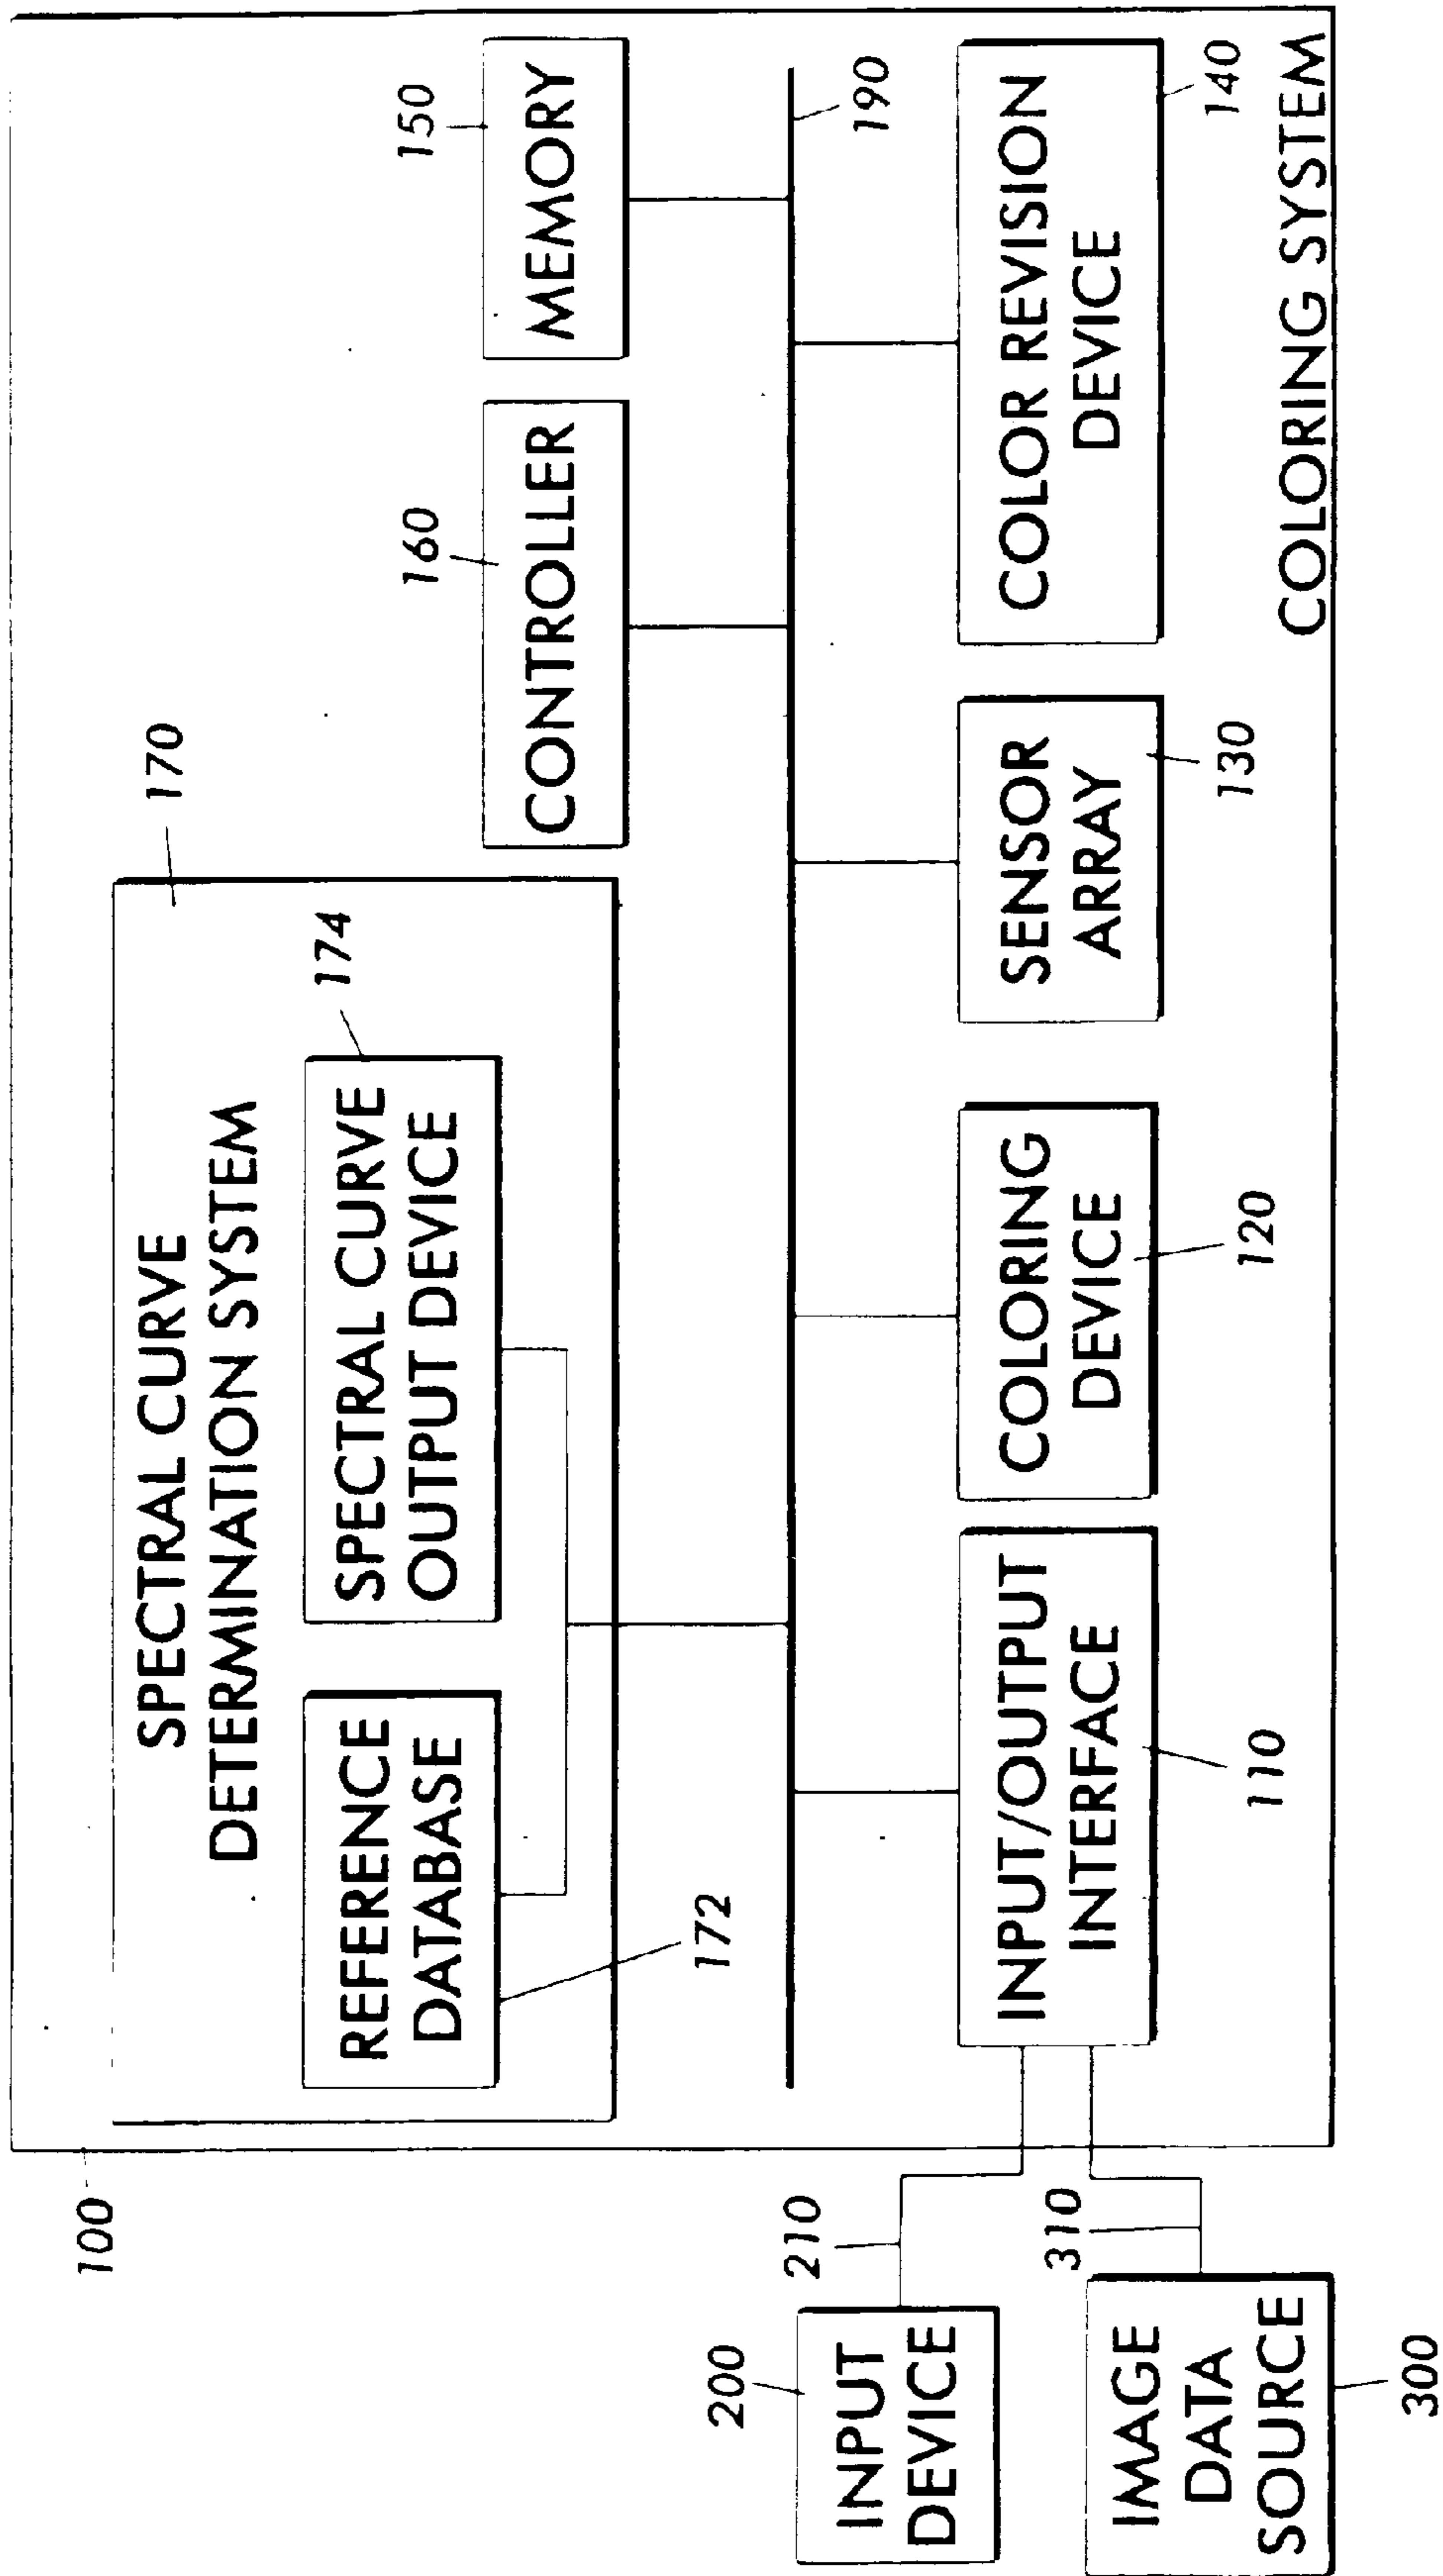 100
170
SPECTRAL CURVE
DETERMINATION SYSTEM
174
REFERENCE
DATABASE
SPECTRAL CURVE
OUTPUT DEVICE
172
160
CONTROLLER
150
MEMORY
190
200
INPUT
DEVICE
210
310
IMAGE
DATA
SOURCE
300
INPUT/OUTPUT
INTERFACE
110
COLORING
DEVICE
120
SENSOR
ARRAY
130
COLOR REVISION
DEVICE
140
COLORING SYSTEM